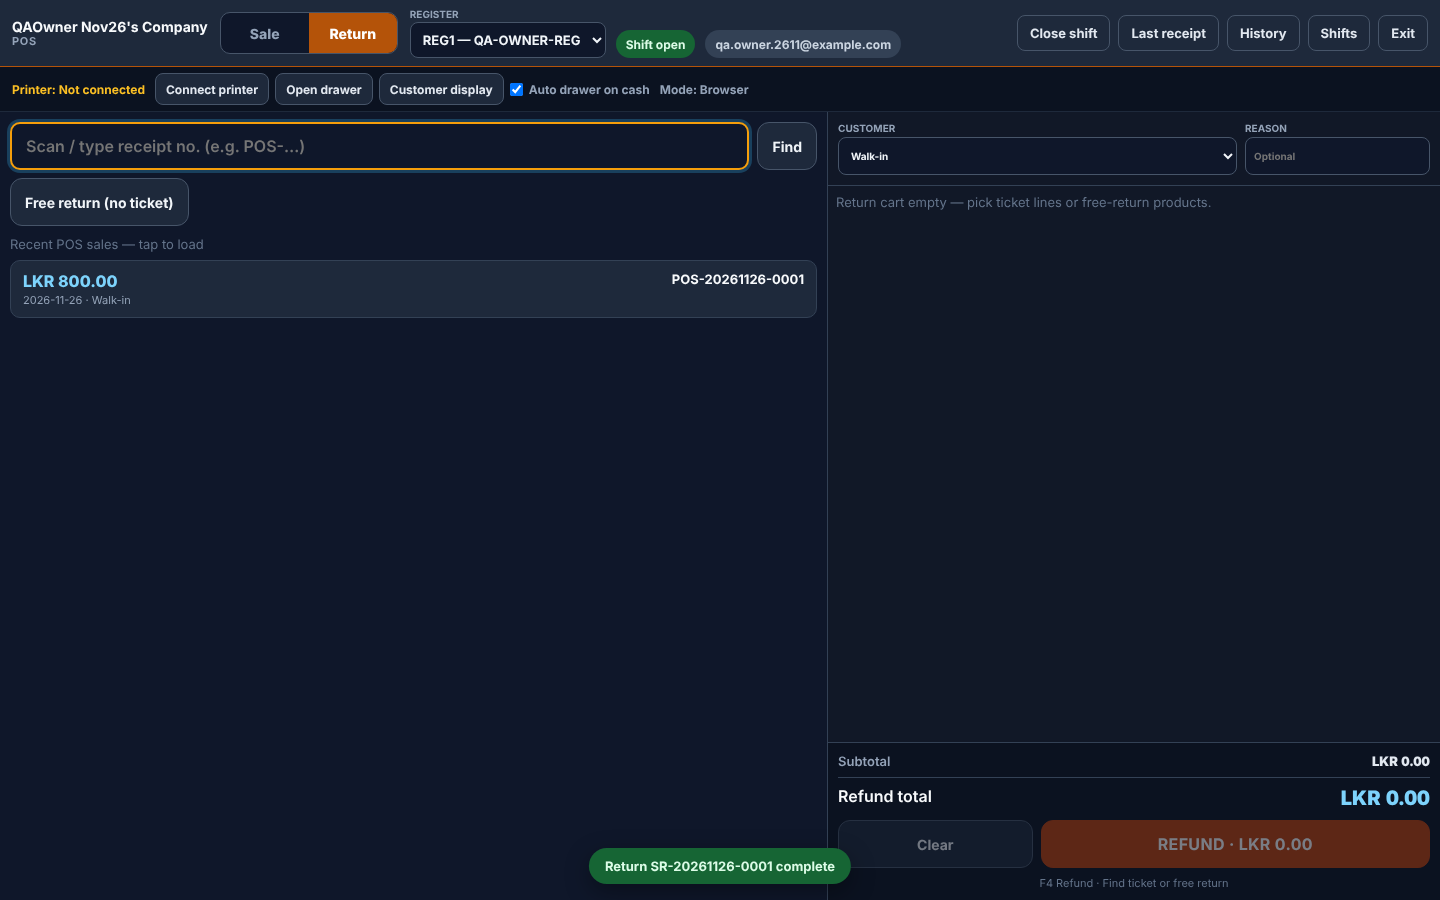 QAOwner Nov26's Company
POS
Sale
Return
REGISTER
REG1 — QA-OWNER-REG
Shift open
qa.owner.2611@example.com
Close shift
Last receipt
History
Shifts
Exit
Printer: Not connected
Connect printer
Open drawer
Customer display
Auto drawer on cash
Mode: Browser
Scan / type receipt no. (e.g. POS-...)
Find
Free return (no ticket)
Recent POS sales — tap to load
LKR 800.00
POS-20261126-0001
2026-11-26 · Walk-in
CUSTOMER
Walk-in
REASON
Optional
Return cart empty — pick ticket lines or free-return products.
Subtotal
LKR 0.00
Refund total
LKR 0.00
Clear
REFUND · LKR 0.00
F4 Refund · Find ticket or free return
Return SR-20261126-0001 complete